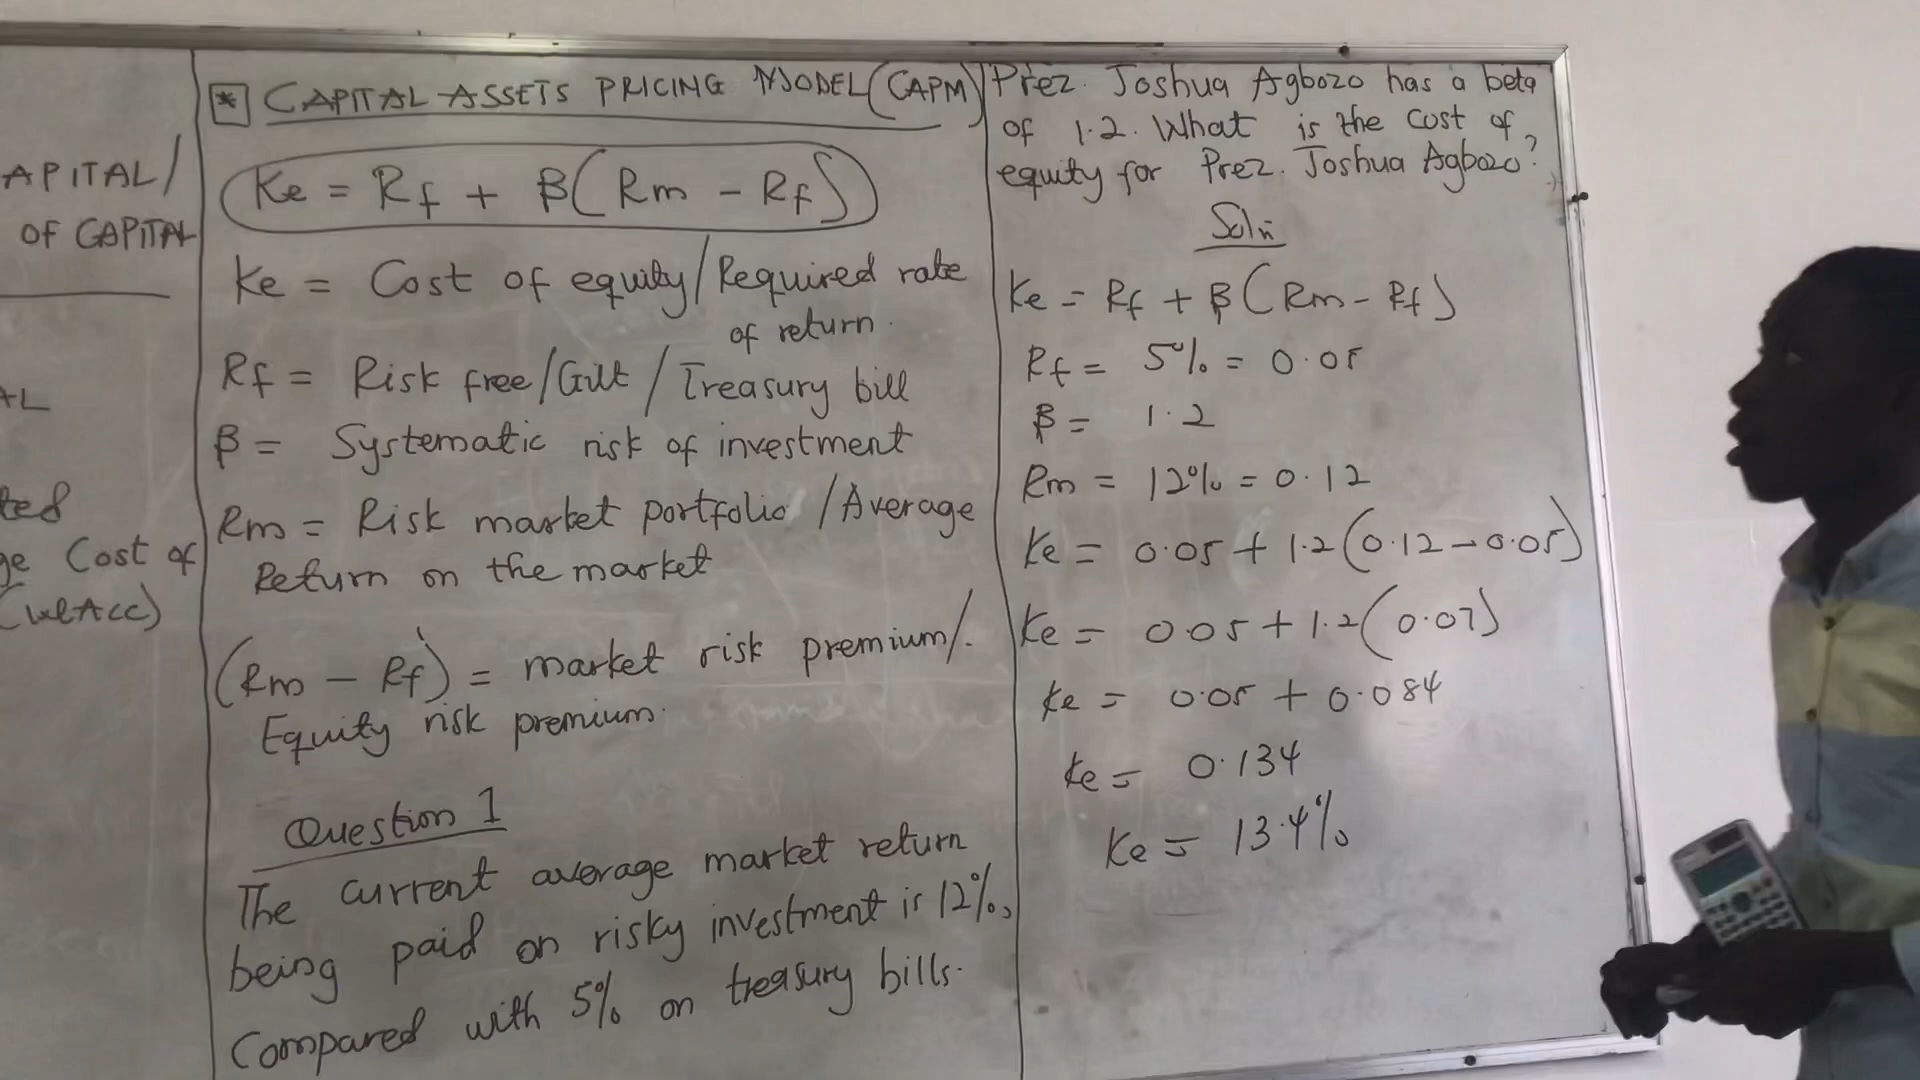 APITAL/
OF CAPITAL
AL
ted
ge Cost of
(WACC)
* CAPITAL ASSETS PRICING MODEL (CAPM)
Ke = Rf + β(Rm - Rf)
Ke = Cost of equity/Required rate
of return.
Rf = Risk free/Gilt/Treasury bill
β = Systematic risk of investment
Rm = Risk market portfolio/Average
Return on the market
(Rm - Rf) = market risk premium/.
Equity risk premium.
Question 1
The current average market return
being paid on risky investment is 12%,
Compared with 5% on treasury bills.
Prez. Joshua Agbozo has a beta
of 1.2. What is the cost of
equity for Prez. Joshua Agbozo?
Soln
Ke = Rf + β(Rm - Rf)
Rf = 5% = 0.05
β = 1.2
Rm = 12% = 0.12
Ke = 0.05 + 1.2(0.12 - 0.05)
Ke = 0.05 + 1.2(0.07)
Ke = 0.05 + 0.084
Ke = 0.134
Ke = 13.4%